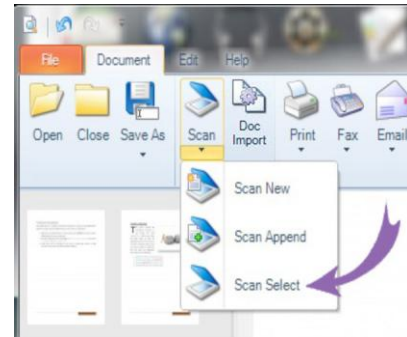 File Document Edit Help
Open Close Save As Scan Doc Import Print Fax Email
Scan New
Scan Append
Scan Select